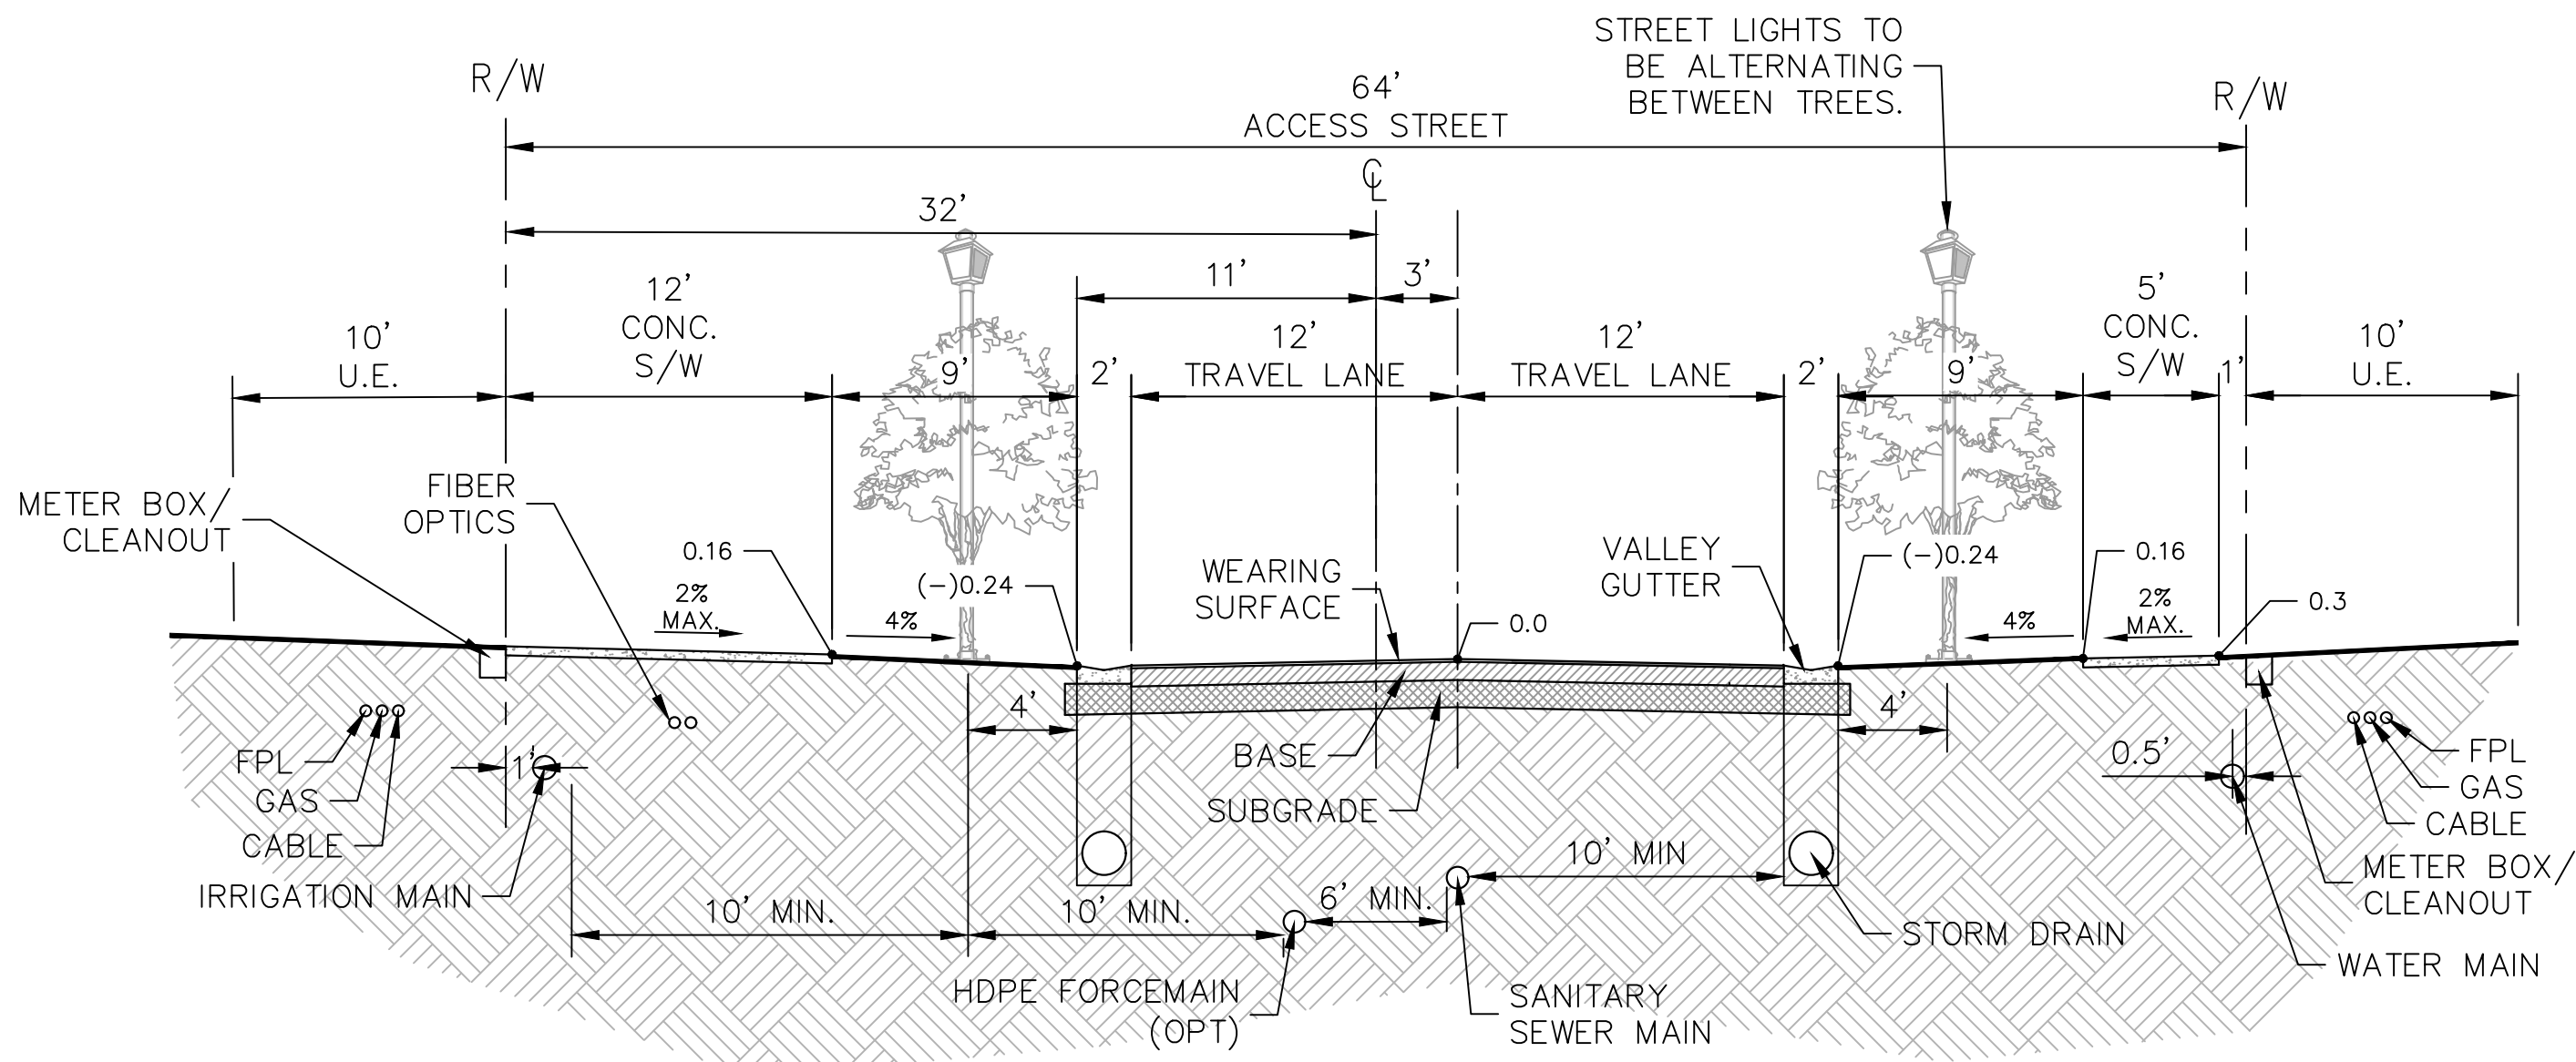 STREET LIGHTS TO
BE ALTERNATING
BETWEEN TREES.
R/W
64'
ACCESS STREET
R/W
℄
32'
11'
3'
12'
CONC.
S/W
5'
CONC.
S/W
10'
U.E.
9'
2'
12'
TRAVEL LANE
12'
TRAVEL LANE
2'
9'
1'
10'
U.E.
METER BOX/
CLEANOUT
FIBER
OPTICS
0.16
(-)0.24
WEARING
SURFACE
VALLEY
GUTTER
(-)0.24
0.16
2%
MAX.
4%
0.0
4%
2%
MAX.
0.3
4'
4'
FPL
GAS
CABLE
1'
IRRIGATION MAIN
BASE
SUBGRADE
0.5'
FPL
GAS
CABLE
METER BOX/
CLEANOUT
10' MIN.
10' MIN.
6' MIN.
10' MIN
STORM DRAIN
WATER MAIN
HDPE FORCEMAIN
(OPT)
SANITARY
SEWER MAIN